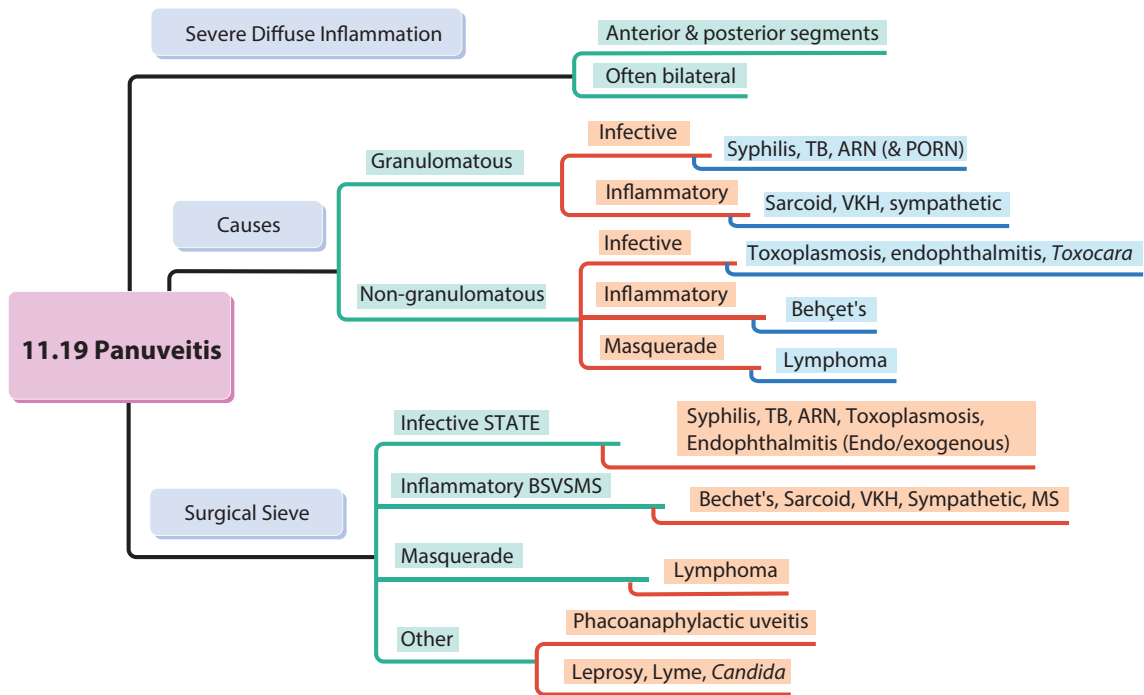 Severe Diffuse Inflammation
Anterior & posterior segments
Often bilateral
11.19 Panuveitis
Causes
Granulomatous
Infective
Syphilis, TB, ARN (& PORN)
Inflammatory
Sarcoid, VKH, sympathetic
Non-granulomatous
Infective
Toxoplasmosis, endophthalmitis, Toxocara
Inflammatory
Behçet's
Masquerade
Lymphoma
Surgical Sieve
Infective STATE
Syphilis, TB, ARN, Toxoplasmosis,
Endophthalmitis (Endo/exogenous)
Inflammatory BSVSMS
Bechet's, Sarcoid, VKH, Sympathetic, MS
Masquerade
Lymphoma
Other
Phacoanaphylactic uveitis
Leprosy, Lyme, Candida